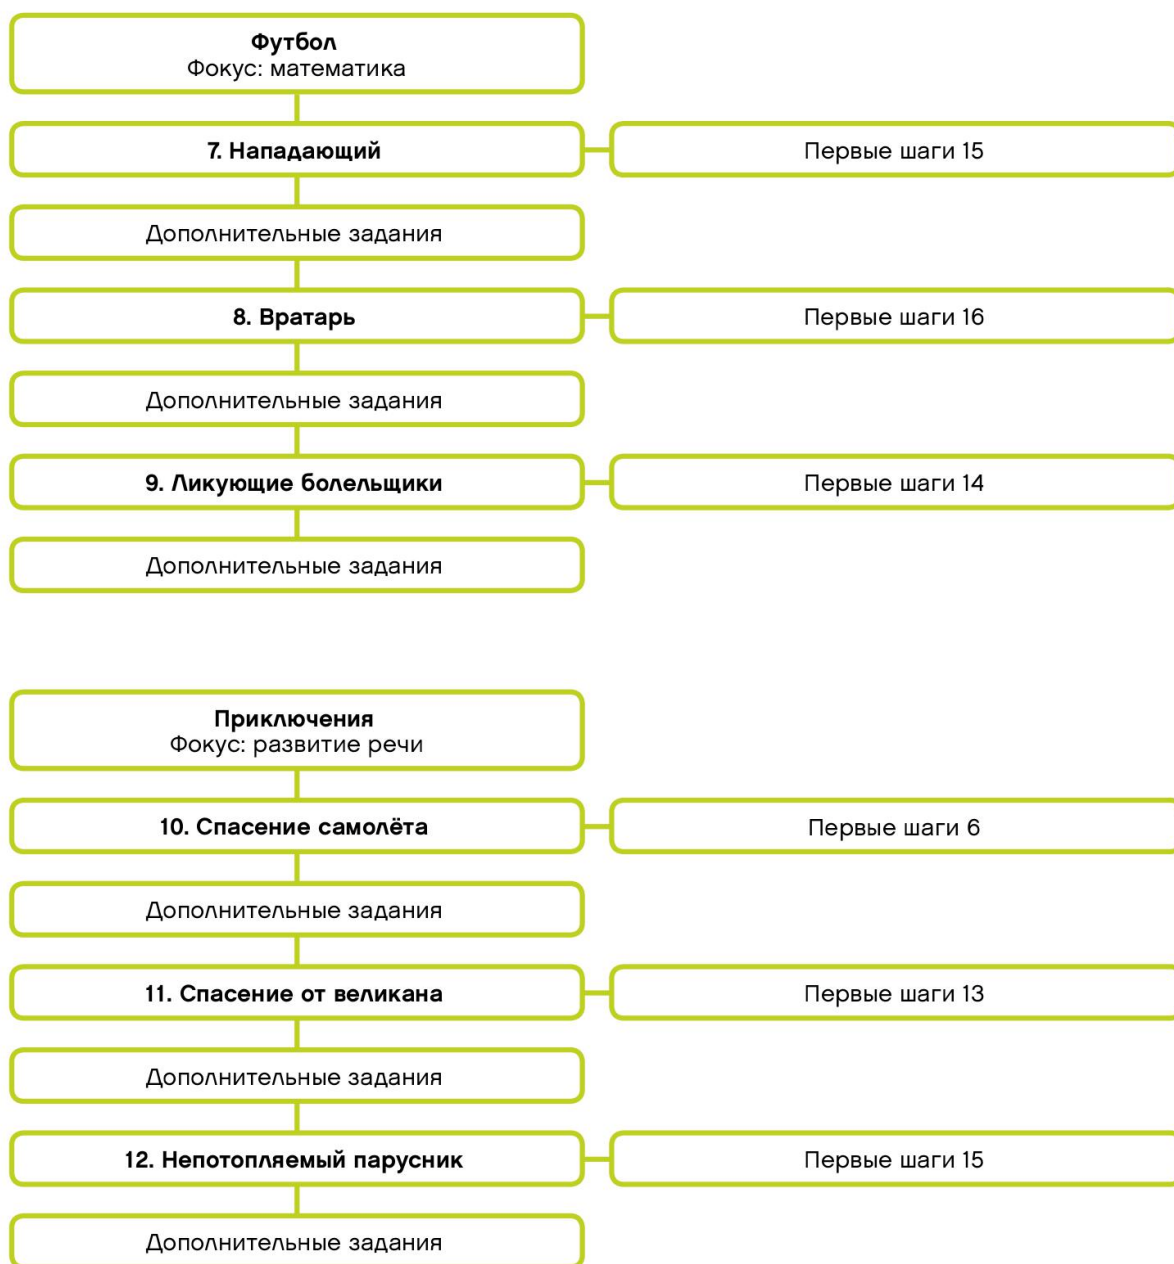 Футбол
Фокус: математика
7. Нападающий
Первые шаги 15
Дополнительные задания
8. Вратарь
Первые шаги 16
Дополнительные задания
9. Ликующие болельщики
Первые шаги 14
Дополнительные задания
Приключения
Фокус: развитие речи
10. Спасение самолёта
Первые шаги 6
Дополнительные задания
11. Спасение от великана
Первые шаги 13
Дополнительные задания
12. Непотопляемый парусник
Первые шаги 15
Дополнительные задания